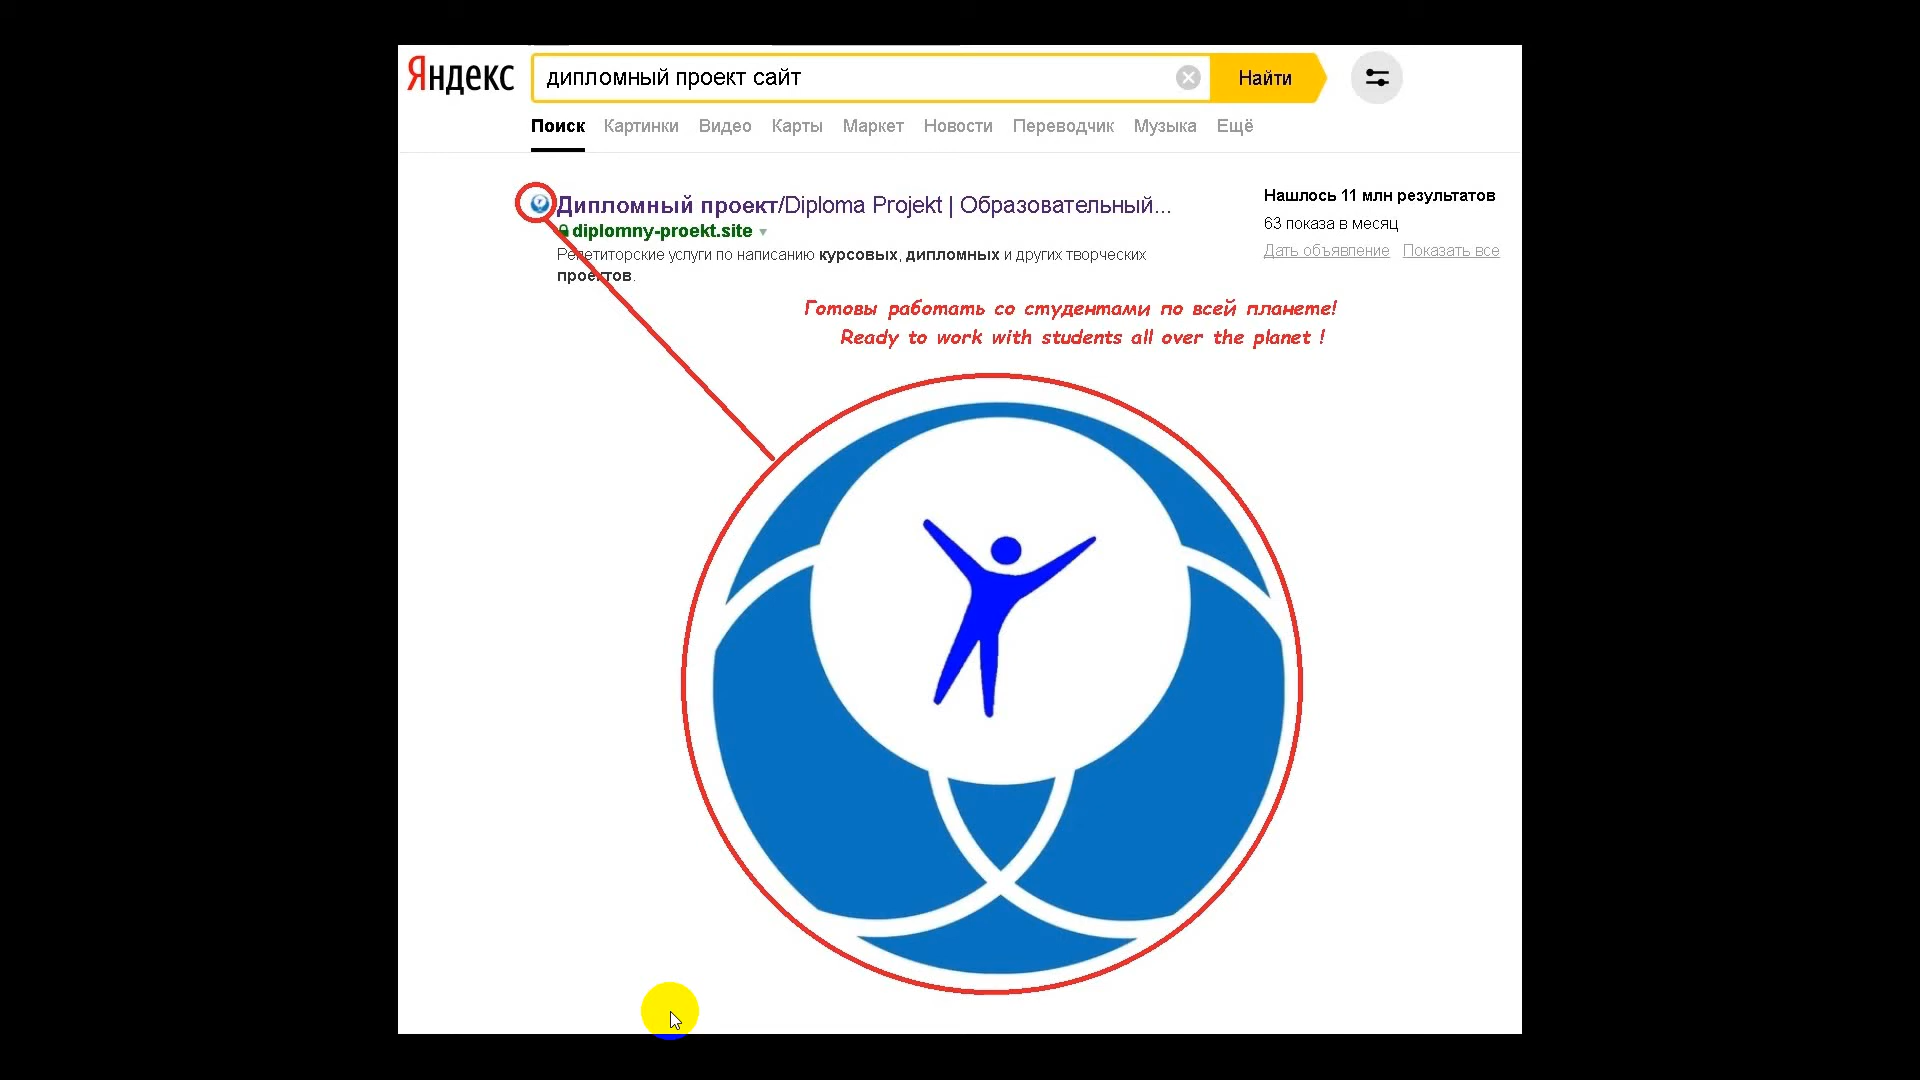 Яндекс
дипломный проект сайт
Найти
Поиск Картинки Видео Карты Маркет Новости Переводчик Музыка Ещё
Дипломный проект/Diploma Projekt | Образовательный...
diplomny-proekt.site
Репетиторские услуги по написанию курсовых, дипломных и других творческих
проектов.
Нашлось 11 млн результатов
63 показа в месяц
Дать объявление Показать все
Готовы работать со студентами по всей планете!
Ready to work with students all over the planet !